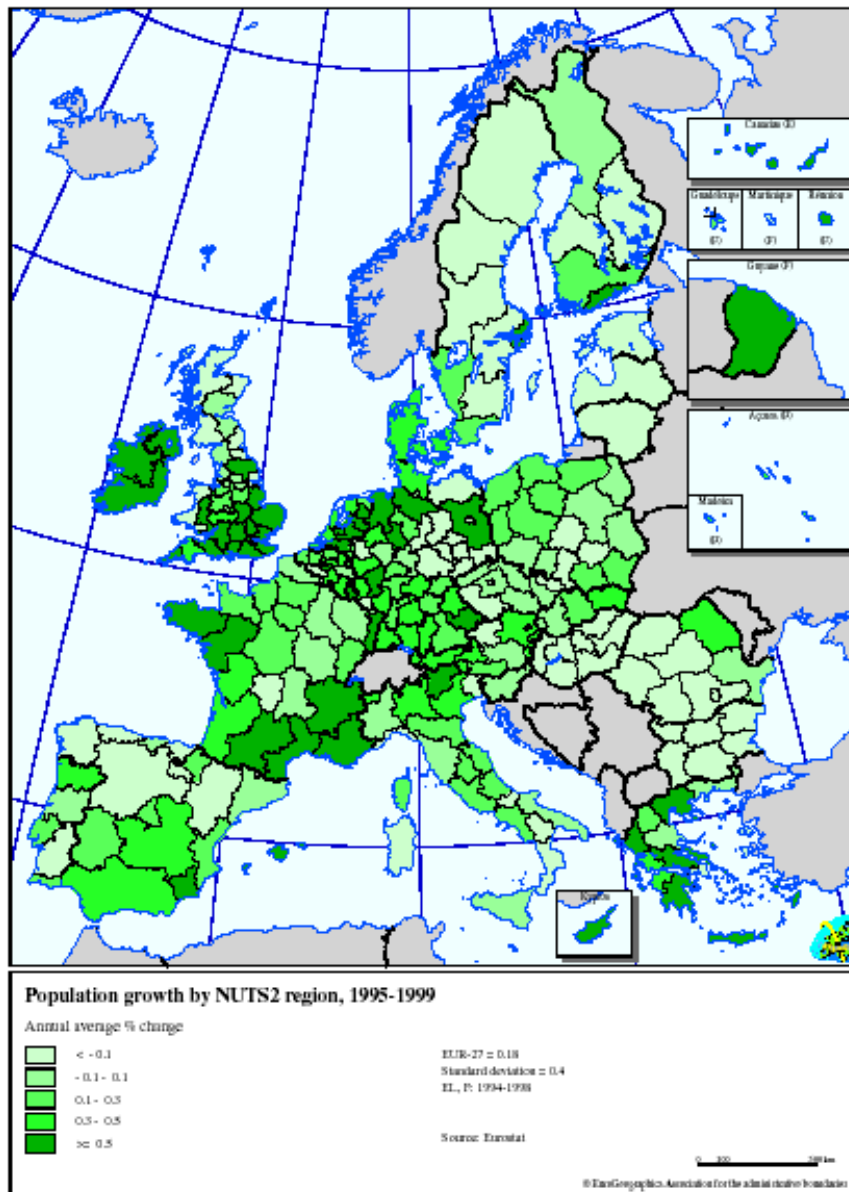 Canarias (E)
Guadeloupe Martinique Réunion
(F) (F) (F)
Guyane (F)
Açores (P)
Madeira
(P)
Kypros
Population growth by NUTS2 region, 1995-1999
Annual average % change
< - 0.1
- 0.1 - 0.1
0.1 - 0.3
0.3 - 0.5
>= 0.5
EUR-27 = 0.18
Standard deviation = 0.4
EL, P: 1994-1998
Source: Eurostat
0 100 500 km
© EuroGeographics Association for the administrative boundaries